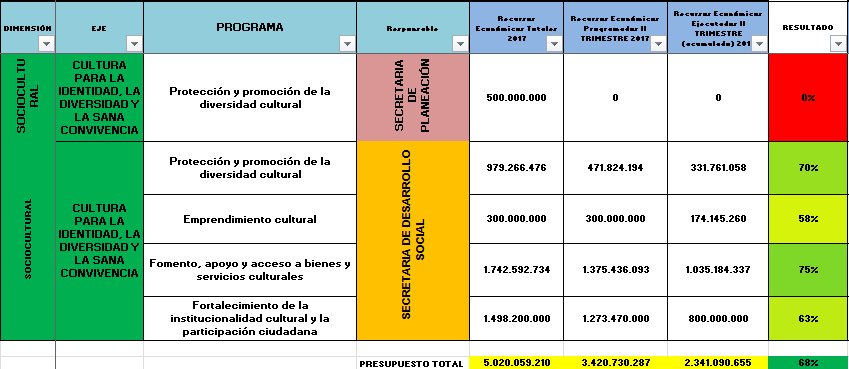 DIMENSIÓN
EJE
PROGRAMA
Responsable
Recursos
Económicos Totales
2017
Recursos Económicos
Programados II
TRIMESTRE 2017
Recursos Económicos
Ejecutados II
TRIMESTRE
(acumulado) 201
RESULTADO
SOCIOCULTU
RAL
CULTURA
PARA LA
IDENTIDAD, LA
DIVERSIDAD Y
LA SANA
CONVIVENCIA
Protección y promoción de la
diversidad cultural
SECRETARIA
DE
PLANEACIÓN
500.000.000
0
0
0%
SOCIOCULTURAL
CULTURA
PARA LA
IDENTIDAD, LA
DIVERSIDAD Y
LA SANA
CONVIVENCIA
Protección y promoción de la
diversidad cultural
SECRETARIA DE DESARROLLO
SOCIAL
979.266.476
471.824.194
331.761.058
70%
Emprendimiento cultural
300.000.000
300.000.000
174.145.260
58%
Fomento, apoyo y acceso a bienes y
servicios culturales
1.742.592.734
1.375.436.093
1.035.184.337
75%
Fortalecimiento de la
institucionalidad cultural y la
participación ciudadana
1.498.200.000
1.273.470.000
800.000.000
63%
PRESUPUESTO TOTAL
5.020.059.210
3.420.730.287
2.341.090.655
68%